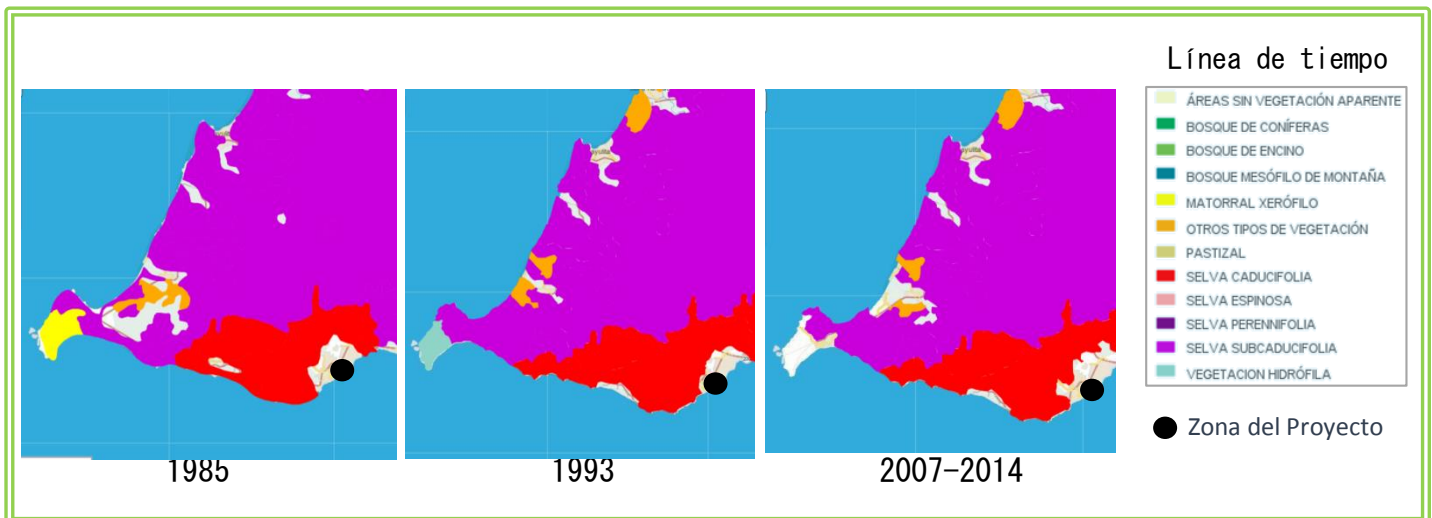 Línea de tiempo
ÁREAS SIN VEGETACIÓN APARENTE
BOSQUE DE CONÍFERAS
BOSQUE DE ENCINO
BOSQUE MESÓFILO DE MONTAÑA
MATORRAL XERÓFILO
OTROS TIPOS DE VEGETACIÓN
PASTIZAL
SELVA CADUCIFOLIA
SELVA ESPINOSA
SELVA PERENNIFOLIA
SELVA SUBCADUCIFOLIA
VEGETACION HIDRÓFILA
Zona del Proyecto
1985
1993
2007-2014